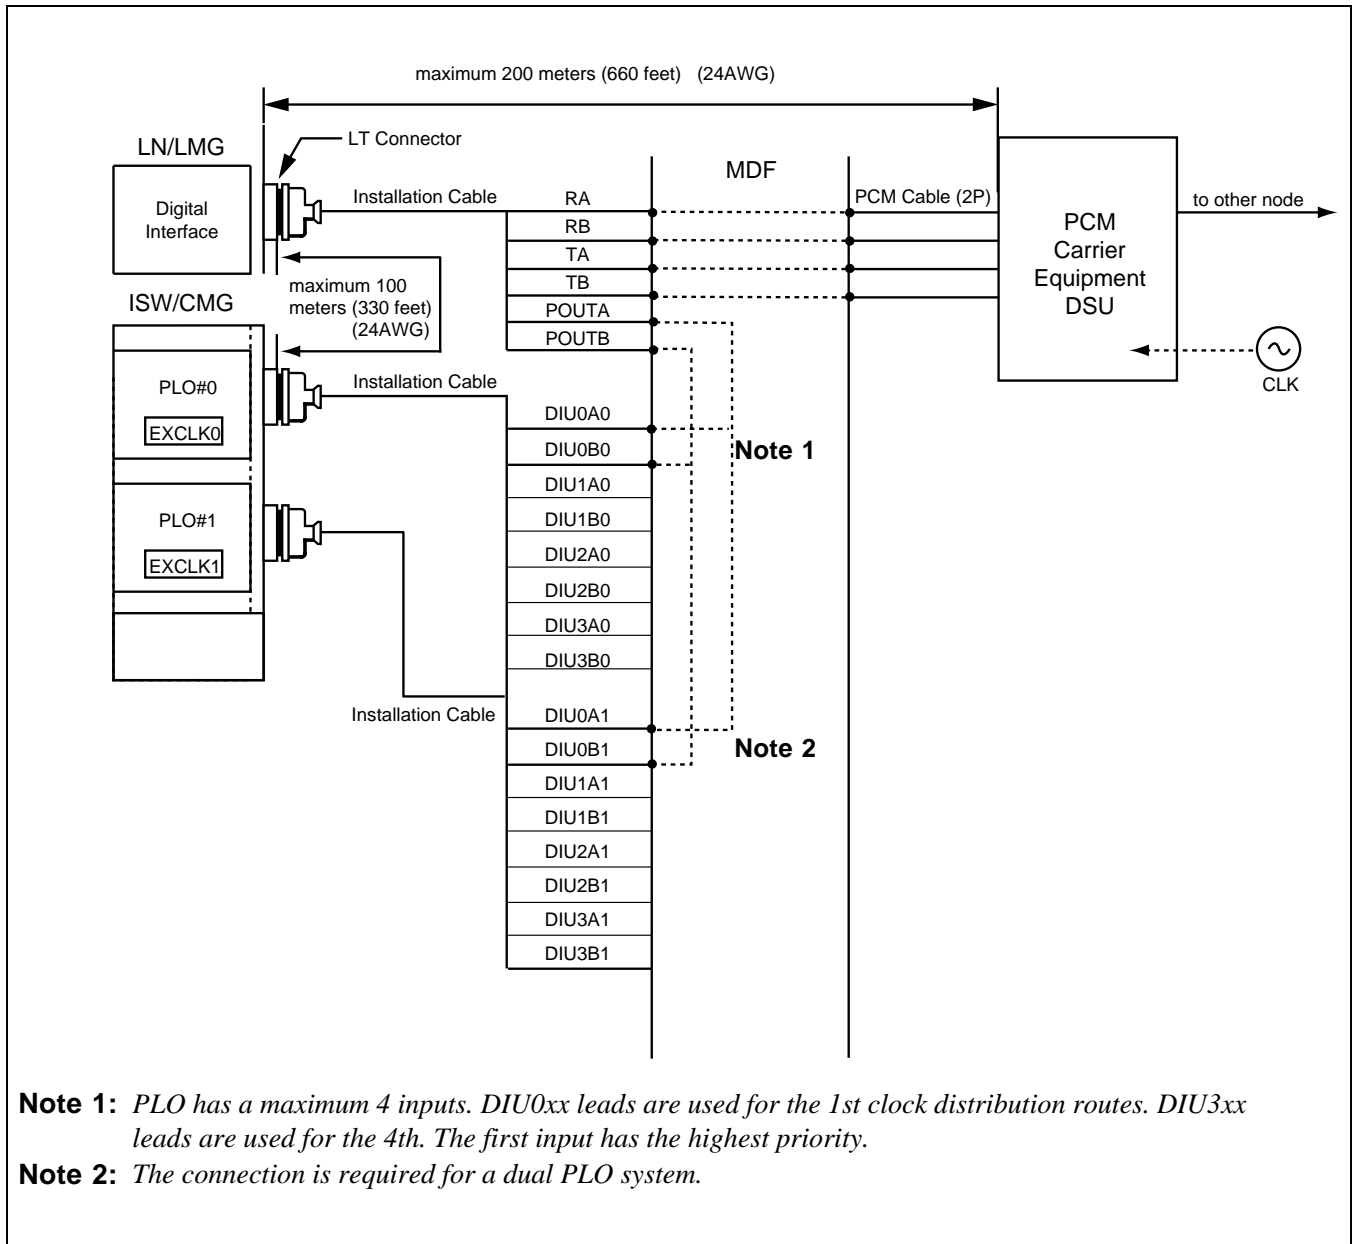 maximum 200 meters (660 feet) (24AWG)
LN/LMG
LT Connector
MDF
Digital
Interface
Installation Cable
RA
RB
TA
TB
POUTA
POUTB
PCM Cable (2P)
PCM
Carrier
Equipment
DSU
to other node
CLK
maximum 100
meters (330 feet)
(24AWG)
ISW/CMG
PLO#0
EXCLK0
Installation Cable
PLO#1
EXCLK1
Installation Cable
DIU0A0
DIU0B0
DIU1A0
DIU1B0
DIU2A0
DIU2B0
DIU3A0
DIU3B0
Note 1
DIU0A1
DIU0B1
DIU1A1
DIU1B1
DIU2A1
DIU2B1
DIU3A1
DIU3B1
Note 2
Note 1: PLO has a maximum 4 inputs. DIU0xx leads are used for the 1st clock distribution routes. DIU3xx
leads are used for the 4th. The first input has the highest priority.
Note 2: The connection is required for a dual PLO system.